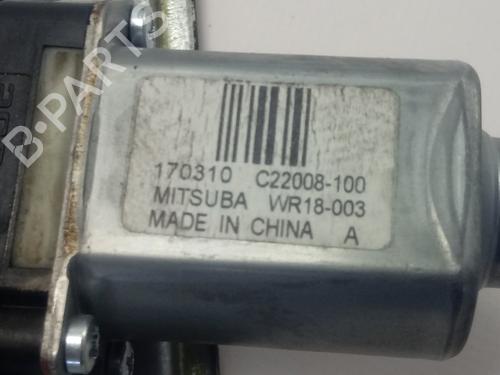 170310 C22008-100
MITSUBA WR18-003
MADE IN CHINA A
B-PARTS